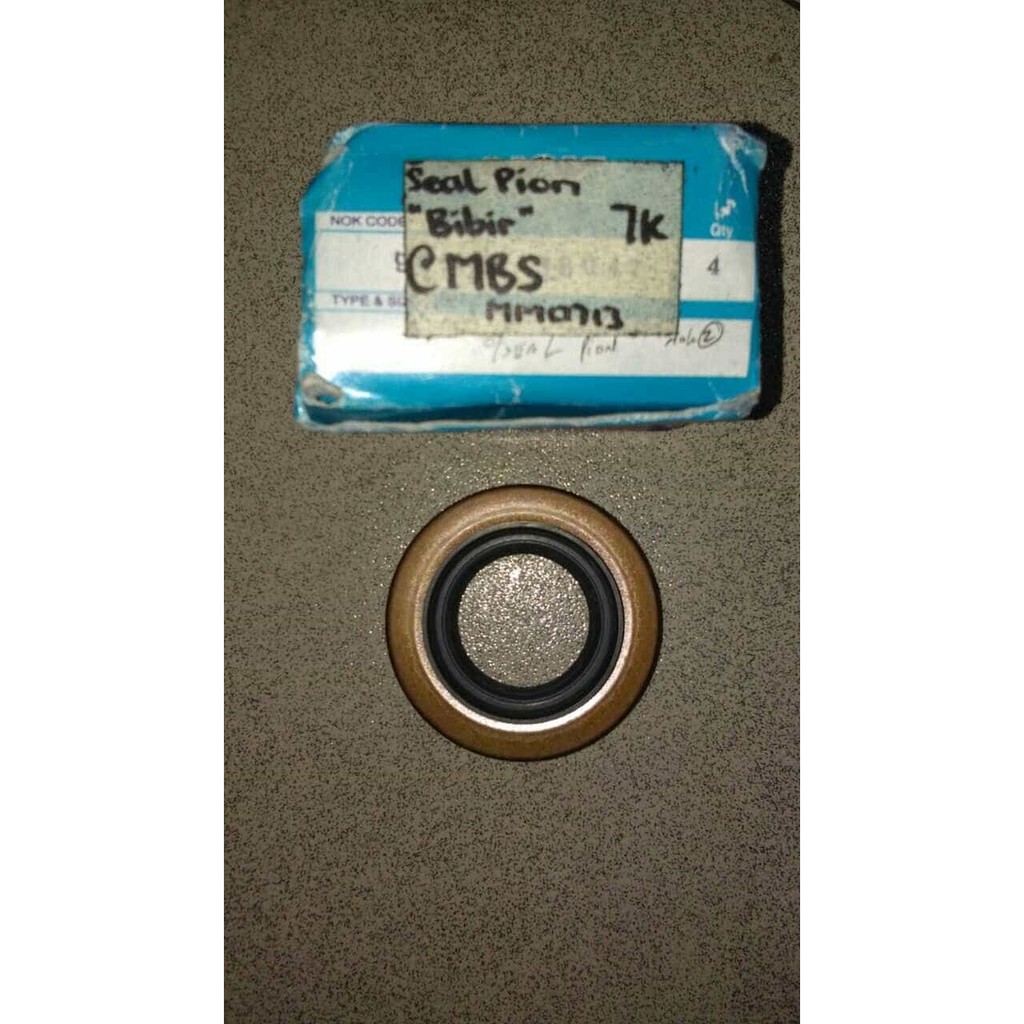 Seal Pion
"Bibir" 7K
NOK CODE
Qty
CMBS
4
TYPE & SI
MM0713
SEAL Pion